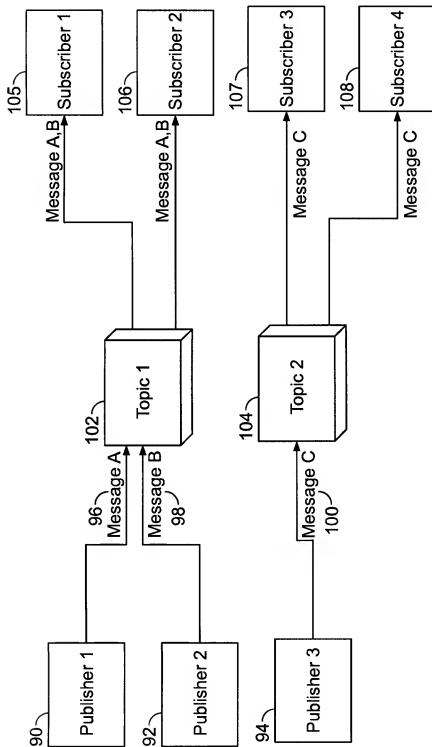 90
Publisher 1
92
Publisher 2
94
Publisher 3
96
Message A
Message B
98
Message C
100
102
Topic 1
104
Topic 2
Message A,B
Message A,B
Message C
Message C
105
Subscriber 1
106
Subscriber 2
107
Subscriber 3
108
Subscriber 4